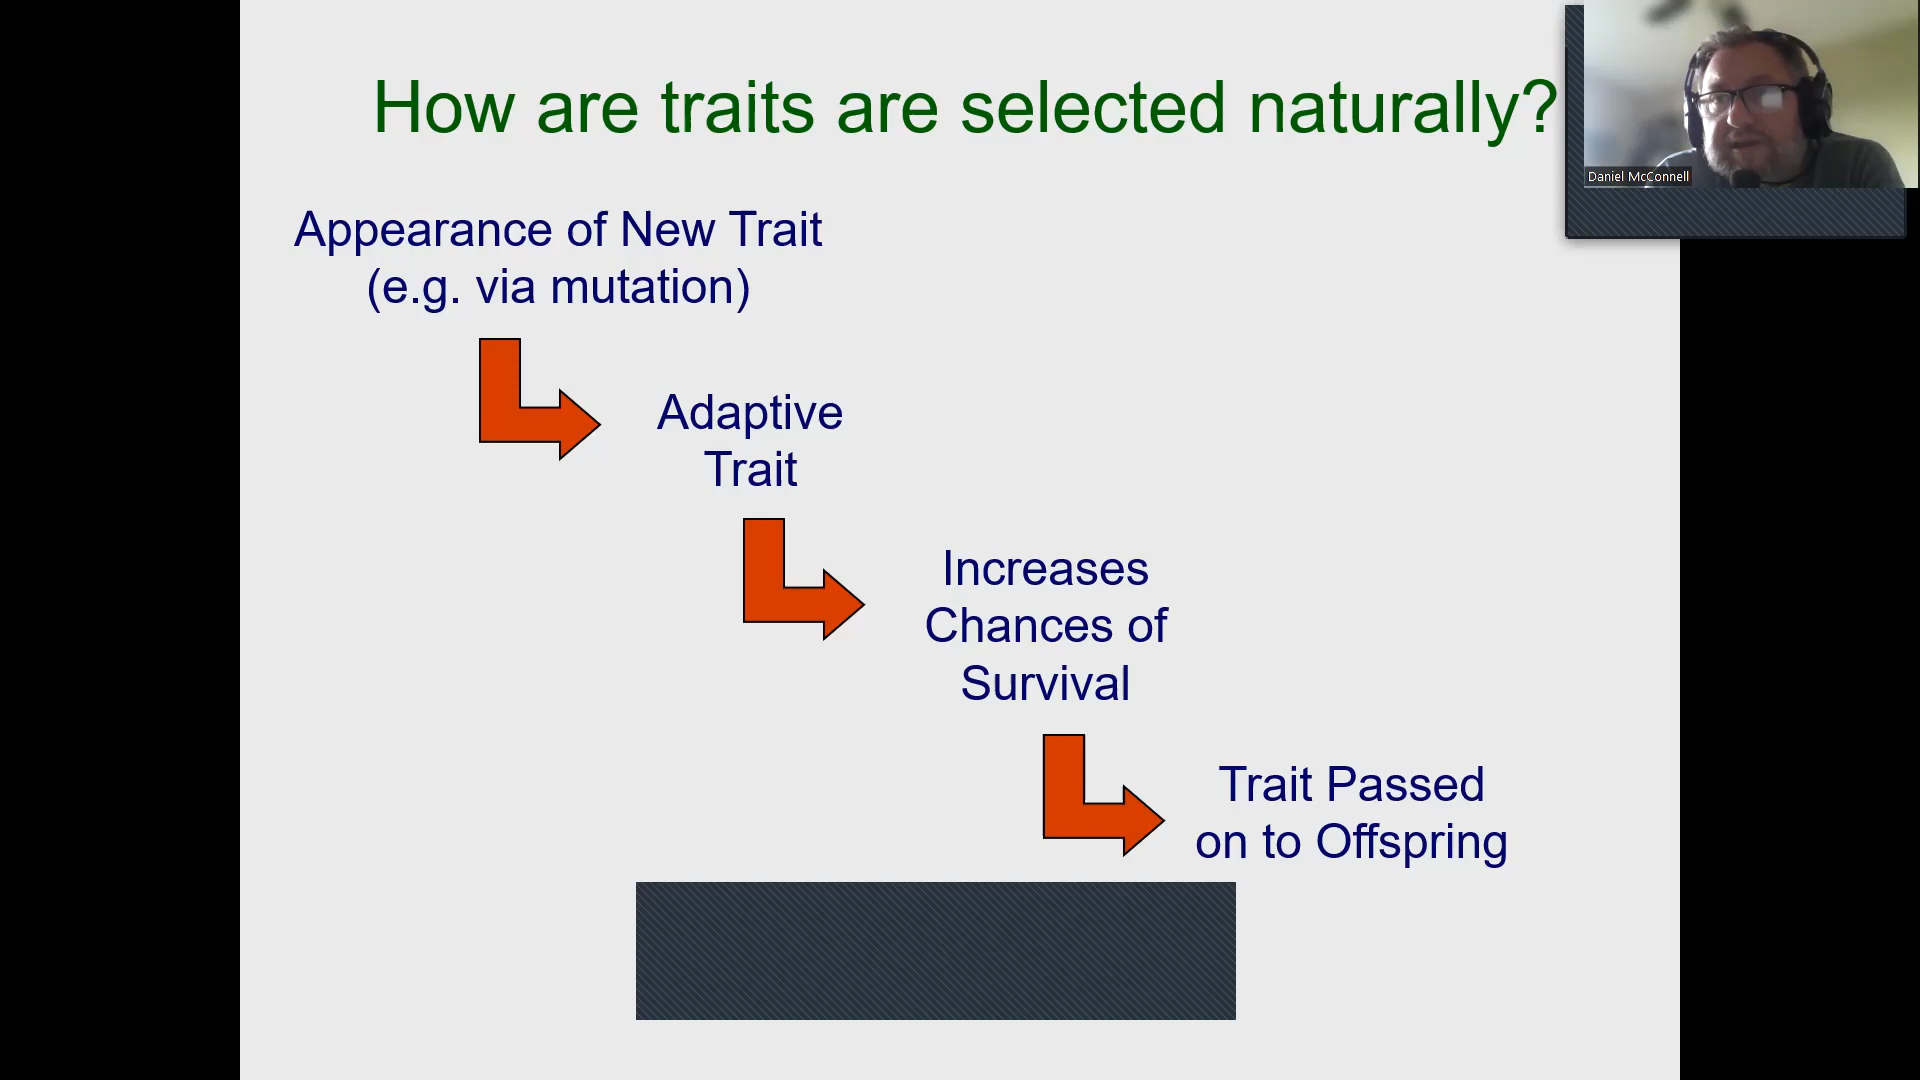 How are traits are selected naturally?
Daniel McConnell
Appearance of New Trait
(e.g. via mutation)
Adaptive
Trait
Increases
Chances of
Survival
Trait Passed
on to Offspring